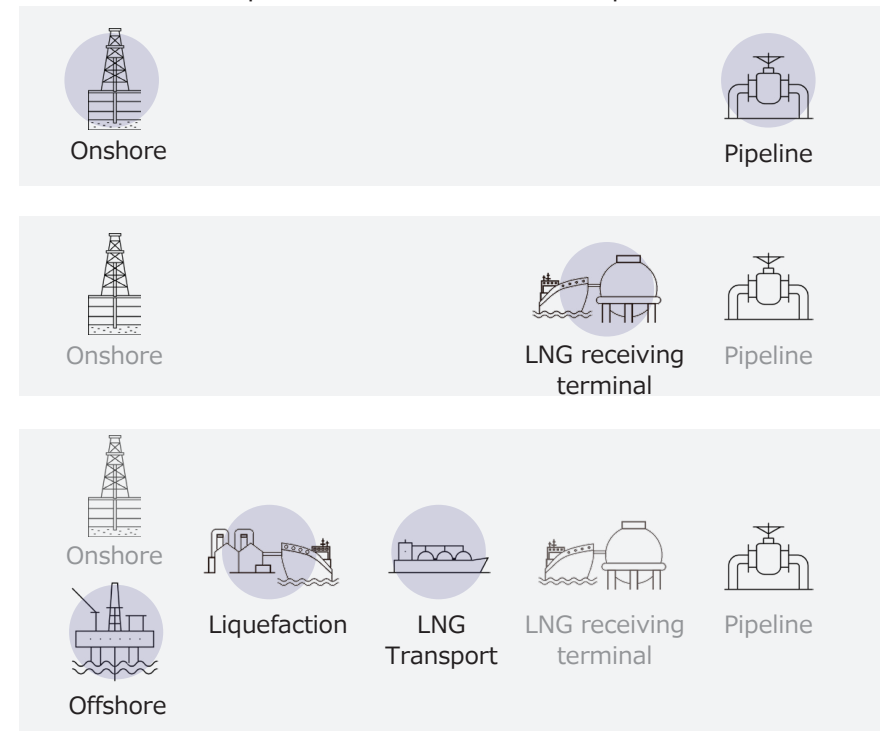 Onshore
Pipeline
Onshore
LNG receiving
terminal
Pipeline
Onshore
Liquefaction
LNG
Transport
LNG receiving
terminal
Pipeline
Offshore